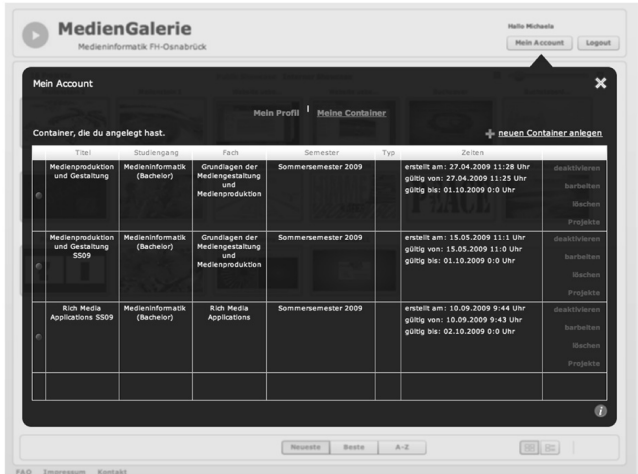 MedienGalerie
Medieninformatik FH-Osnabrück
Hallo Michaela
Mein Account
Logout
Mein Account
Mein Profil | Meine Container
Container, die du angelegt hast.
neuen Container anlegen
Titel Studiengang Fach Semester Typ Zeiten
Medienproduktion Medieninformatik Grundlagen der Sommersemester 2009 erstellt am: 27.04.2009 11:28 Uhr deaktivieren
und Gestaltung (Bachelor) Mediengestaltung gültig von: 27.04.2009 11:25 Uhr
und gültig bis: 01.10.2009 0:0 Uhr barbeiten
Medienproduktion
löschen
Projekte
Medienproduktion Medieninformatik Grundlagen der Sommersemester 2009 erstellt am: 15.05.2009 11:1 Uhr deaktivieren
und Gestaltung (Bachelor) Mediengestaltung gültig von: 15.05.2009 11:0 Uhr
SS09 und gültig bis: 01.10.2009 0:0 Uhr barbeiten
Medienproduktion
löschen
Projekte
Rich Media Medieninformatik Rich Media Sommersemester 2009 erstellt am: 10.09.2009 9:44 Uhr deaktivieren
Applications SS09 (Bachelor) Applications gültig von: 10.09.2009 9:43 Uhr
gültig bis: 02.10.2009 0:0 Uhr barbeiten
löschen
Projekte
Neueste Beste A-Z
FAQ Impressum Kontakt